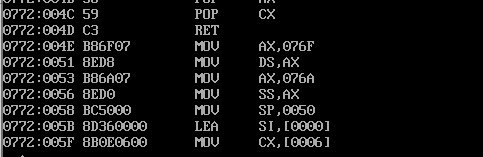 0772:004C 59 POP CX
0772:004D C3 RET
0772:004E B86F07 MOV AX,076F
0772:0051 8ED8 MOV DS,AX
0772:0053 B86A07 MOV AX,076A
0772:0056 8ED0 MOV SS,AX
0772:0058 BC5000 MOV SP,0050
0772:005B 8D360000 LEA SI,[0000]
0772:005F 8B0E0600 MOV CX,[0006]